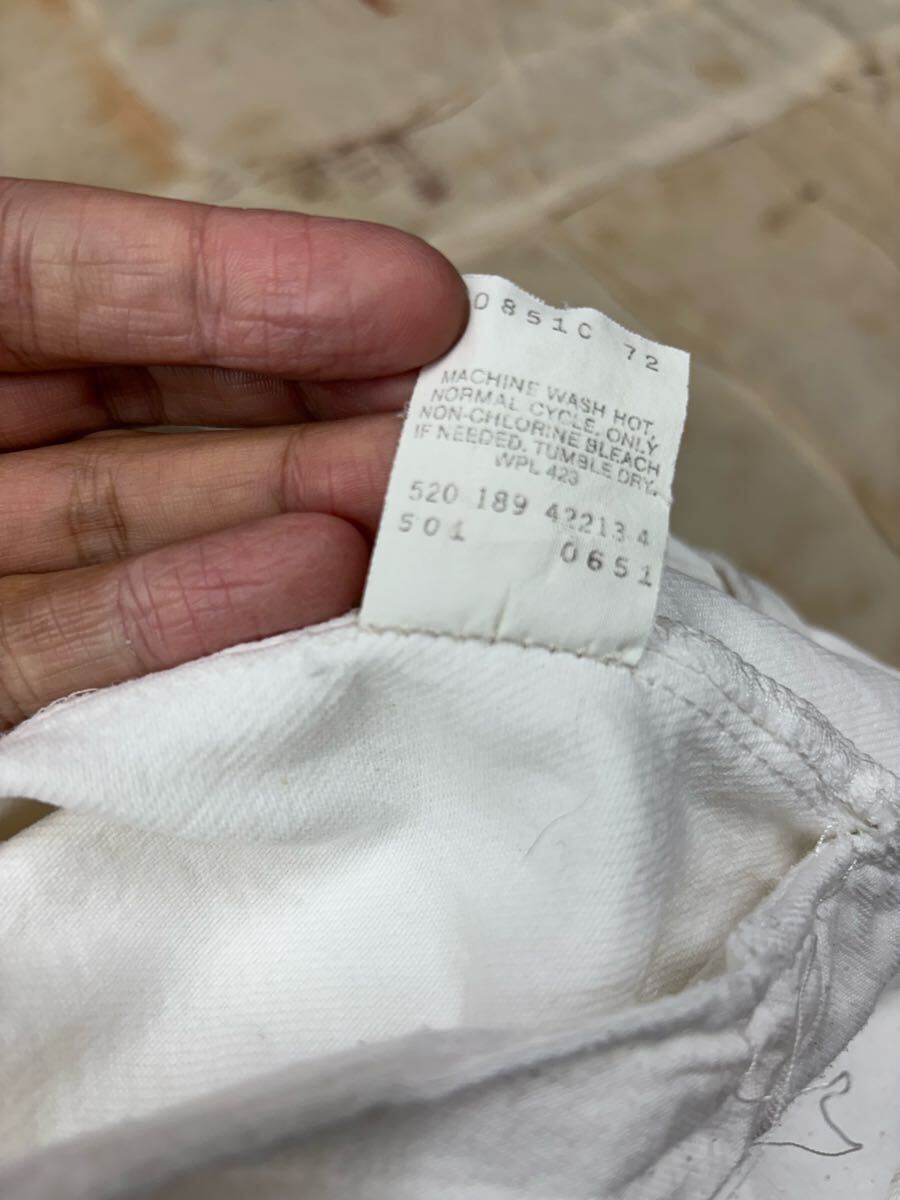 0851C 72
MACHINE WASH HOT,
NORMAL CYCLE. ONLY
NON-CHLORINE BLEACH
IF NEEDED. TUMBLE DRY.
WPL 423
520 189 42213 4
501 0651